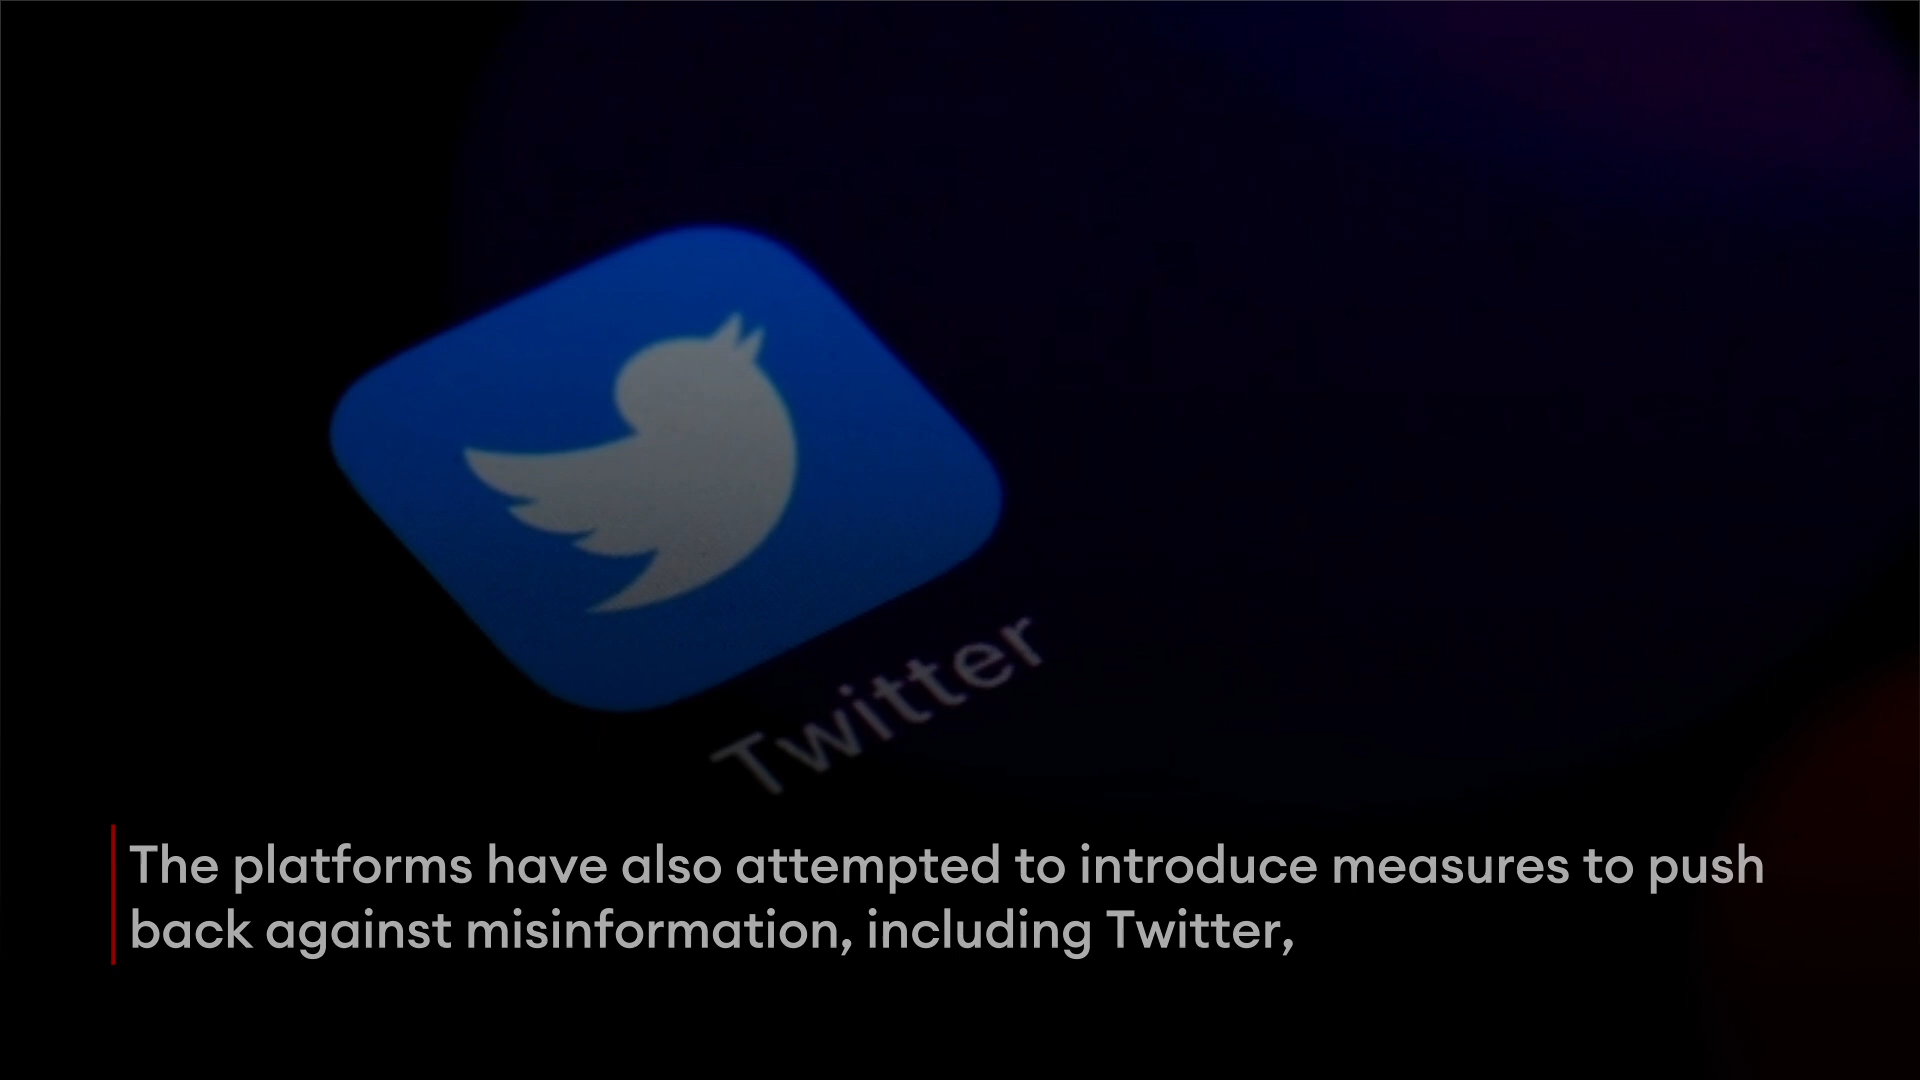 Twitter
The platforms have also attempted to introduce measures to push
back against misinformation, including Twitter,